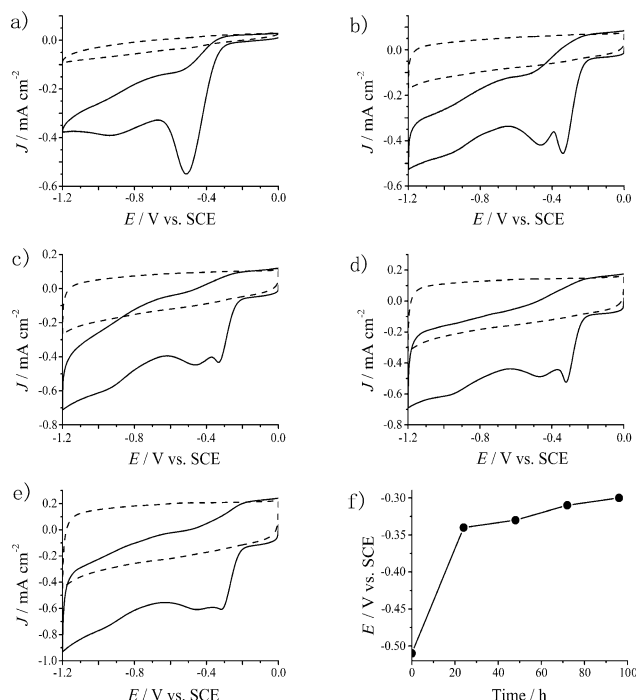 a)
0.0
-0.2
-0.4
-0.6
J / mA cm-2
-1.2 -0.8 -0.4 0.0
E / V vs. SCE
b)
0.0
-0.2
-0.4
-0.6
J / mA cm-2
-1.2 -0.8 -0.4 0.0
E / V vs. SCE
c)
0.2
0.0
-0.2
-0.4
-0.6
-0.8
J / mA cm-2
-1.2 -0.8 -0.4 0.0
E / V vs. SCE
d)
0.2
0.0
-0.2
-0.4
-0.6
-0.8
J / mA cm-2
-1.2 -0.8 -0.4 0.0
E / V vs. SCE
e)
0.2
0.0
-0.2
-0.4
-0.6
-0.8
-1.0
J / mA cm-2
-1.2 -0.8 -0.4 0.0
E / V vs. SCE
f)
-0.30
-0.35
-0.40
-0.45
-0.50
E / V vs. SCE
0 20 40 60 80 100
Time / h